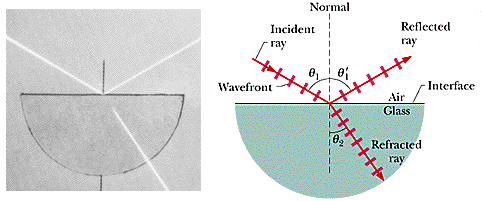 Normal
Incident
ray
Reflected
ray
θ₁
θ₁′
Wavefront
Interface
Air
Glass
θ₂
Refracted
ray